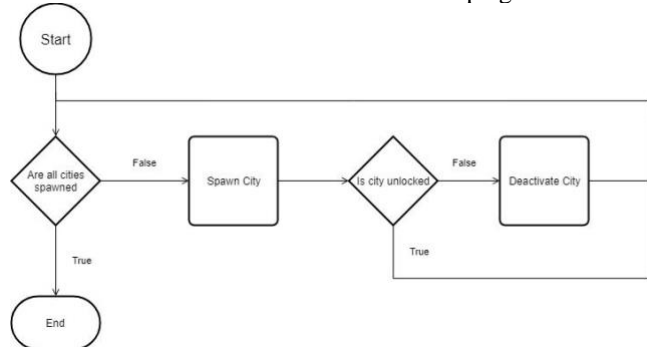 Start
Are all cities
spawned
False
Spawn City
Is city unlocked
False
Deactivate City
True
True
End